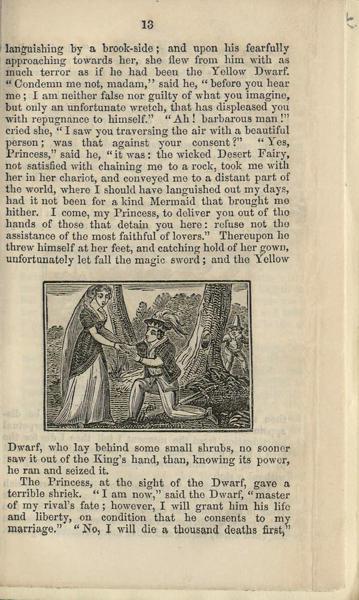 13
languishing by a brook-side; and upon his fearfully
approaching towards her, she flew from him with as
much terror as if he had been the Yellow Dwarf.
"Condemn me not, madam," said he, "before you hear
me; I am neither false nor guilty of what you imagine,
but only an unfortunate wretch, that has displeased you
with repugnance to himself." "Ah! barbarous man!"
cried she, "I saw you traversing the air with a beautiful
person; was that against your consent?" "Yes,
Princess," said he, "it was: the wicked Desert Fairy,
not satisfied with chaining me to a rock, took me with
her in her chariot, and conveyed me to a distant part of
the world, where I should have languished out my days,
had it not been for a kind Mermaid that brought me
hither. I come, my Princess, to deliver you out of the
hands of those that detain you here: refuse not the
assistance of the most faithful of lovers." Thereupon he
threw himself at her feet, and catching hold of her gown,
unfortunately let fall the magic sword; and the Yellow
Dwarf, who lay behind some small shrubs, no sooner
saw it out of the King's hand, than, knowing its power,
he ran and seized it.
The Princess, at the sight of the Dwarf, gave a
terrible shriek. "I am now," said the Dwarf, "master
of my rival's fate; however, I will grant him his life
and liberty, on condition that he consents to my
marriage." "No, I will die a thousand deaths first,"